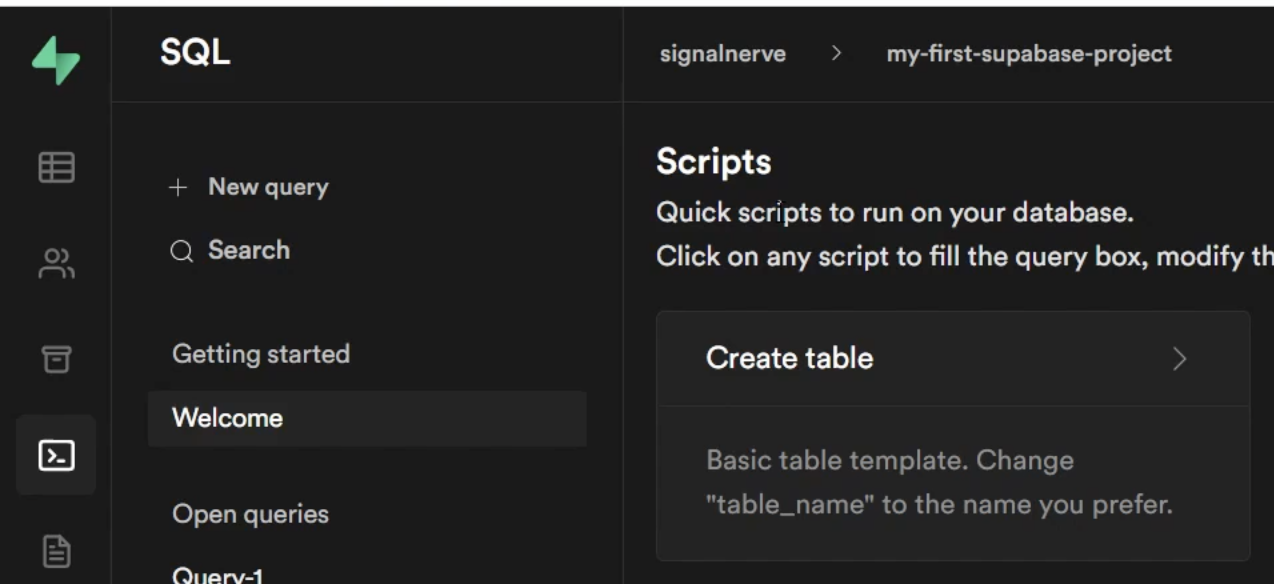 SQL
signalnerve > my-first-supabase-project
+ New query
Search
Getting started
Welcome
Open queries
Query-1
Scripts
Quick scripts to run on your database.
Click on any script to fill the query box, modify th
Create table
Basic table template. Change
"table_name" to the name you prefer.